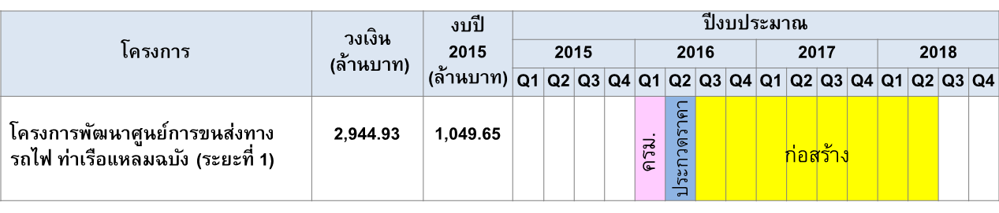 โครงการ
วงเงิน
(ล้านบาท)
งบปี
2015
(ล้านบาท)
ปีงบประมาณ
2015 2016 2017 2018
Q1 Q2 Q3 Q4 Q1 Q2 Q3 Q4 Q1 Q2 Q3 Q4 Q1 Q2 Q3 Q4
โครงการพัฒนาศูนย์การขนส่งทาง
รถไฟ ท่าเรือแหลมฉบัง (ระยะที่ 1)
2,944.93
1,049.65
ครม.
ประกวดราคา
ก่อสร้าง